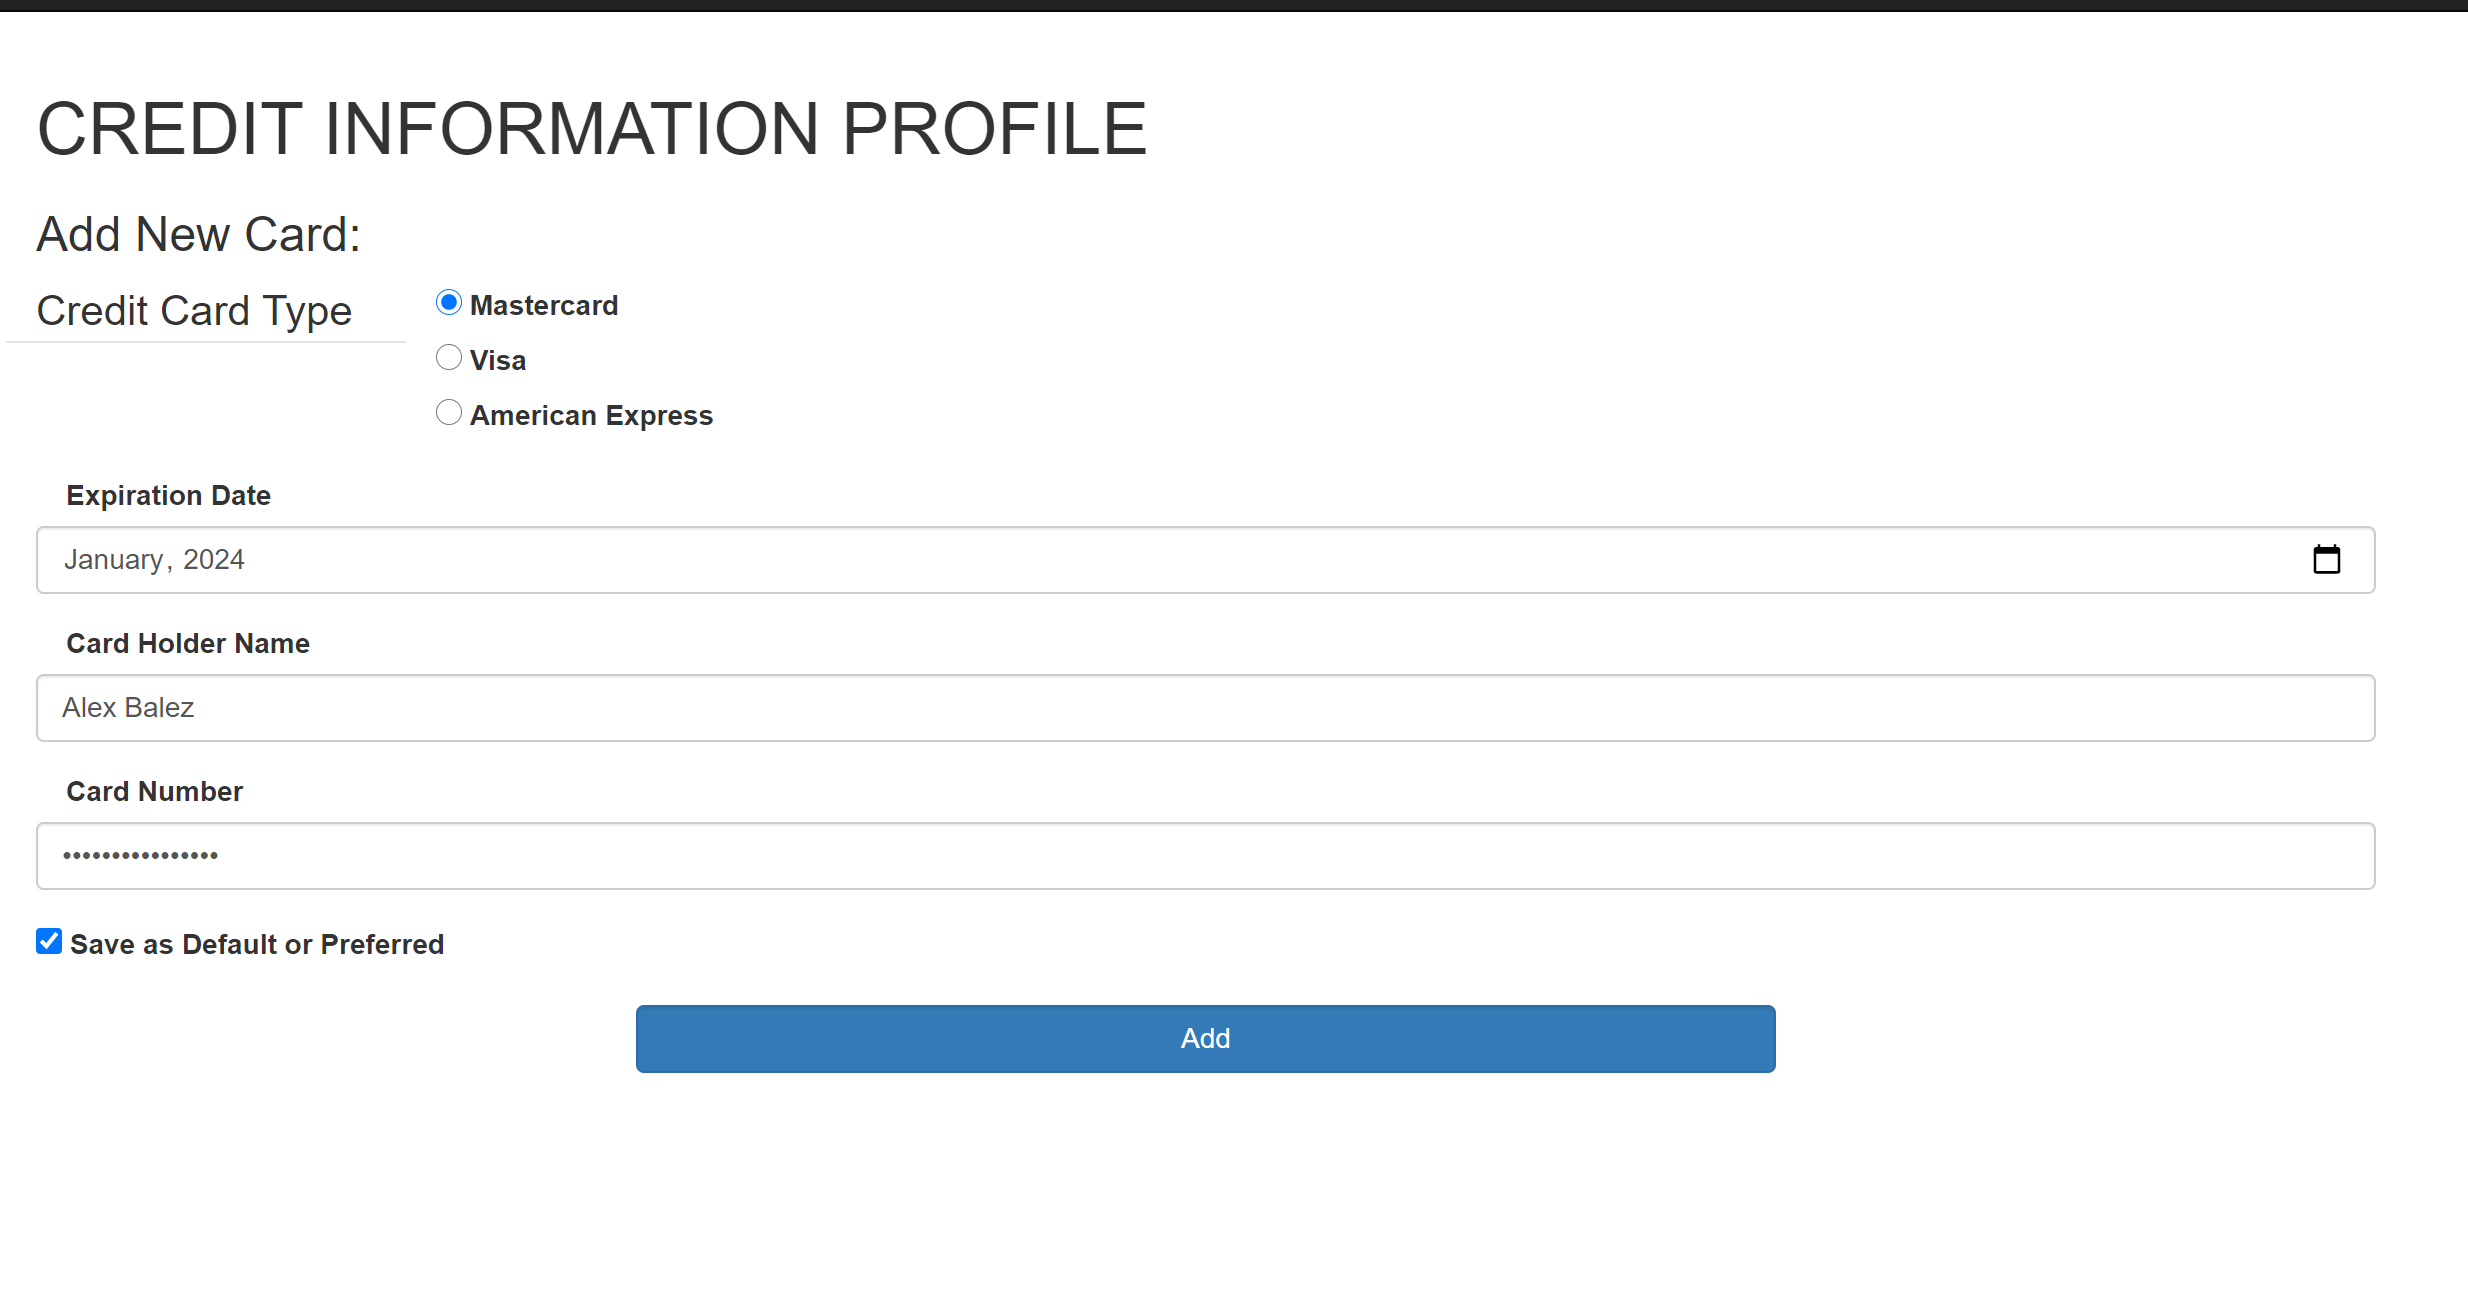 CREDIT INFORMATION PROFILE
Add New Card:
Credit Card Type
Mastercard
Visa
American Express
Expiration Date
January, 2024
Card Holder Name
Alex Balez
Card Number
••••••••••••••••
Save as Default or Preferred
Add